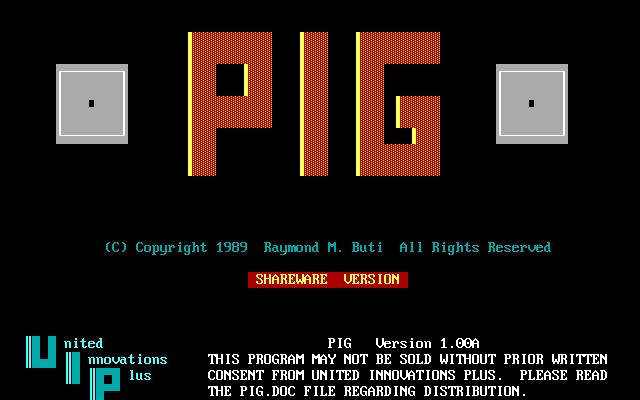 PIG
(C) Copyright 1989  Raymond M. Buti  All Rights Reserved
SHAREWARE  VERSION
United
Innovations
Plus
PIG   Version 1.00A
THIS PROGRAM MAY NOT BE SOLD WITHOUT PRIOR WRITTEN
CONSENT FROM UNITED INNOVATIONS PLUS.  PLEASE READ
THE PIG.DOC FILE REGARDING DISTRIBUTION.